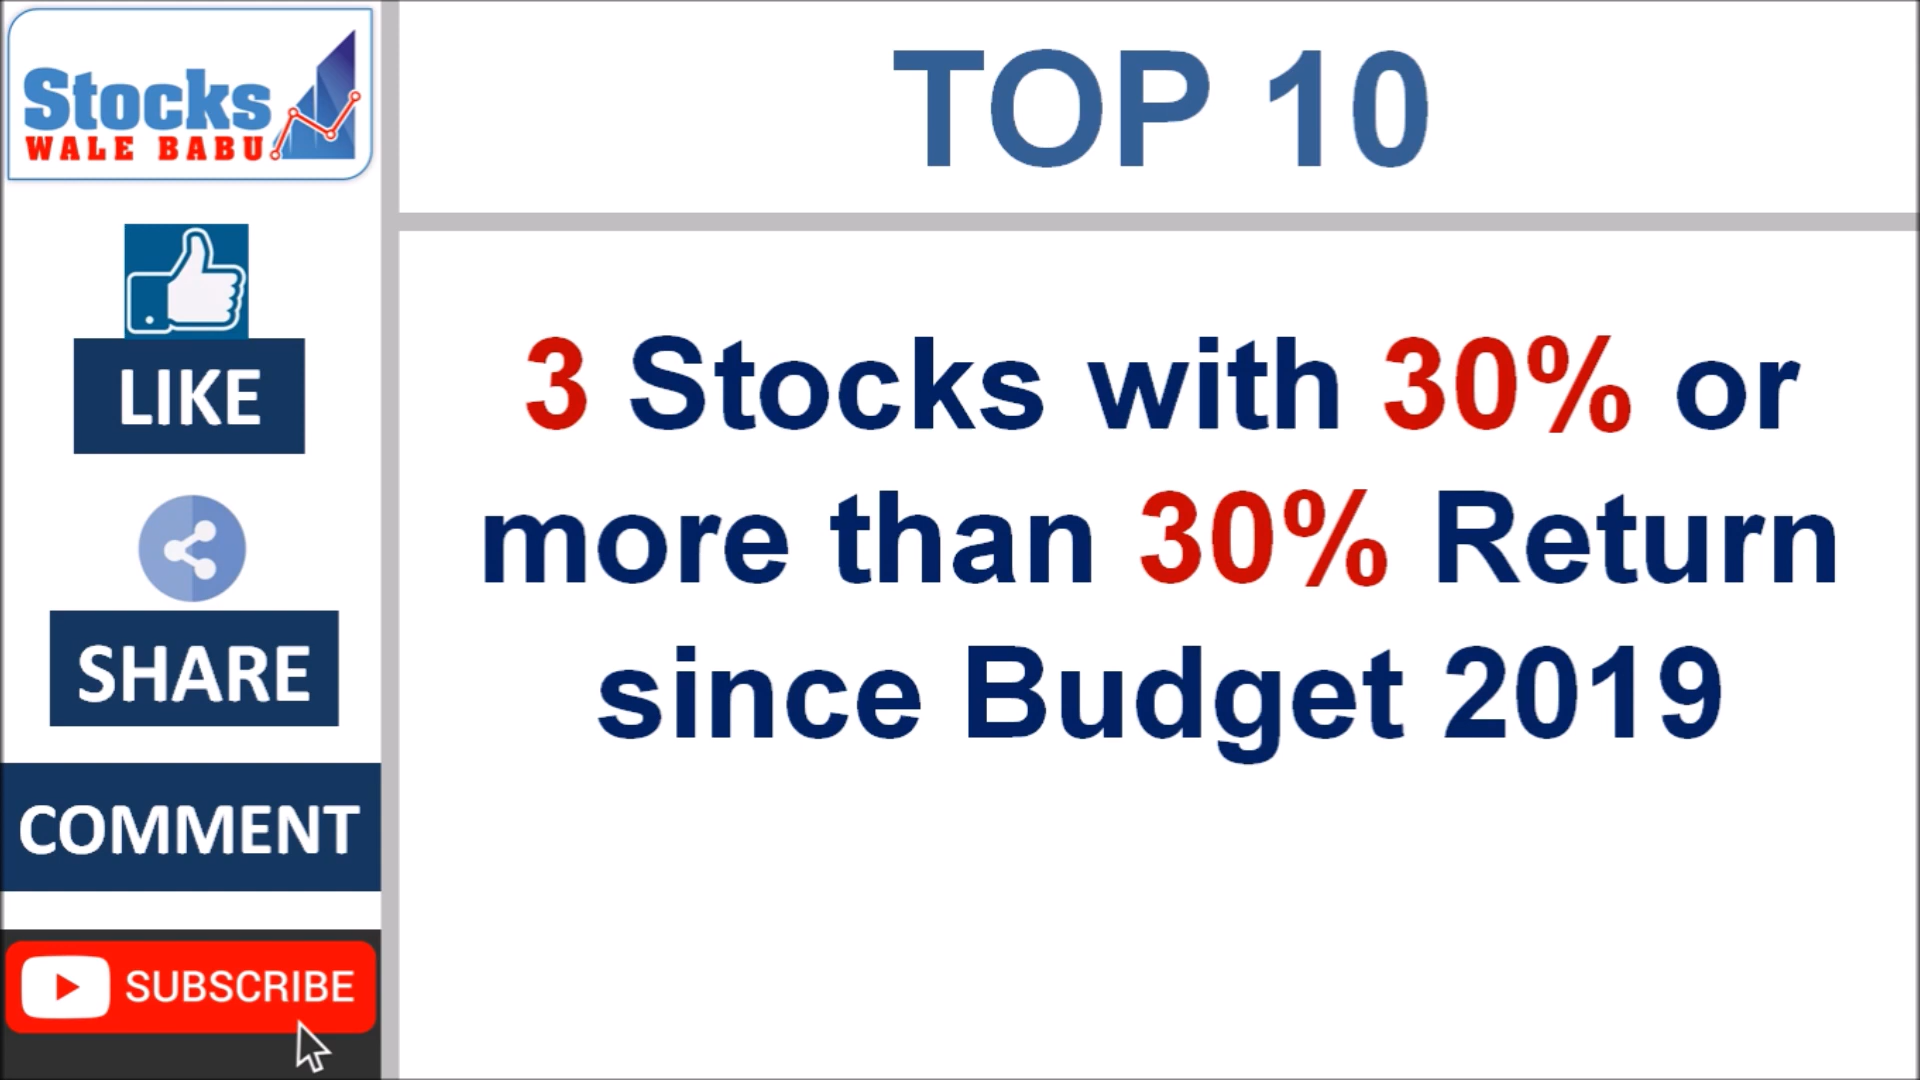 Stocks
WALE BABU
LIKE
SHARE
COMMENT
SUBSCRIBE
TOP 10
3 Stocks with 30% or
more than 30% Return
since Budget 2019